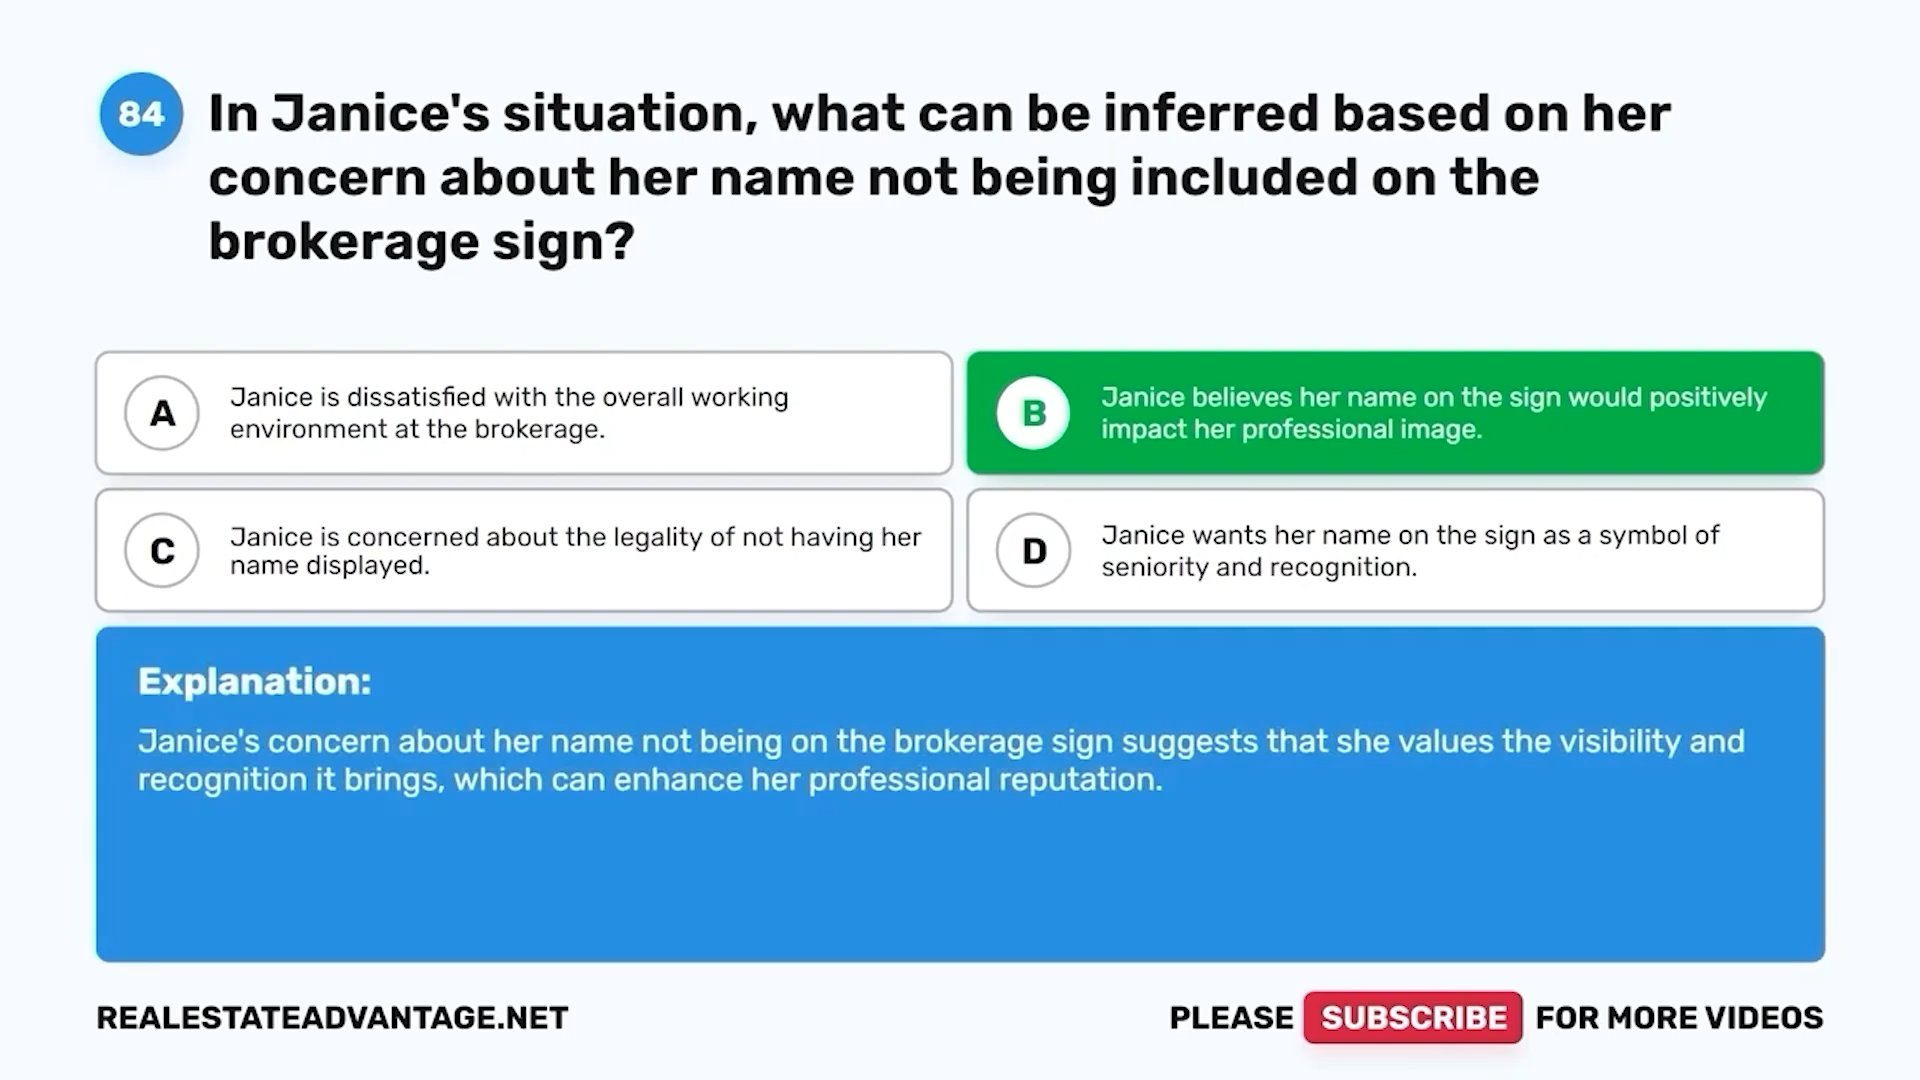 84
In Janice's situation, what can be inferred based on her
concern about her name not being included on the
brokerage sign?
A
Janice is dissatisfied with the overall working
environment at the brokerage.
B
Janice believes her name on the sign would positively
impact her professional image.
C
Janice is concerned about the legality of not having her
name displayed.
D
Janice wants her name on the sign as a symbol of
seniority and recognition.
Explanation:
Janice's concern about her name not being on the brokerage sign suggests that she values the visibility and
recognition it brings, which can enhance her professional reputation.
REALESTATEADVANTAGE.NET
PLEASE SUBSCRIBE FOR MORE VIDEOS